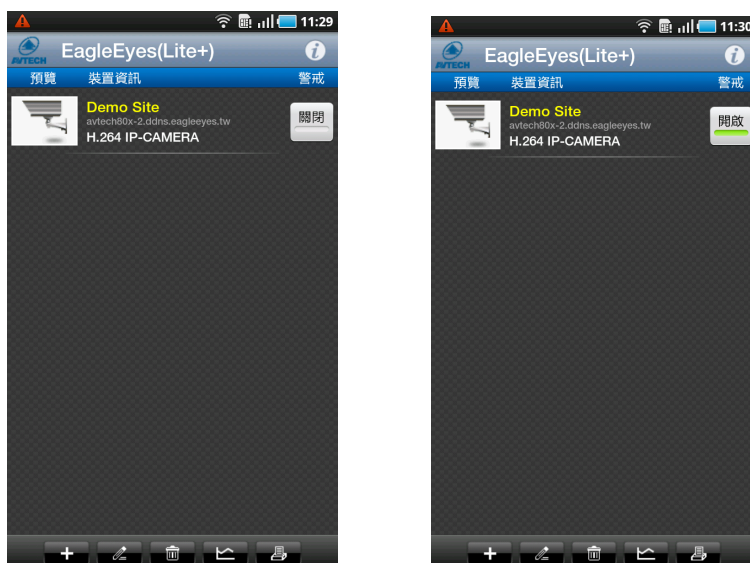 11:29
AVTECH EagleEyes(Lite+)
預覽 裝置資訊 警戒
Demo Site
avtech80x-2.ddns.eagleeyes.tw
H.264 IP-CAMERA
關閉
11:30
AVTECH EagleEyes(Lite+)
預覽 裝置資訊 警戒
Demo Site
avtech80x-2.ddns.eagleeyes.tw
H.264 IP-CAMERA
開啟